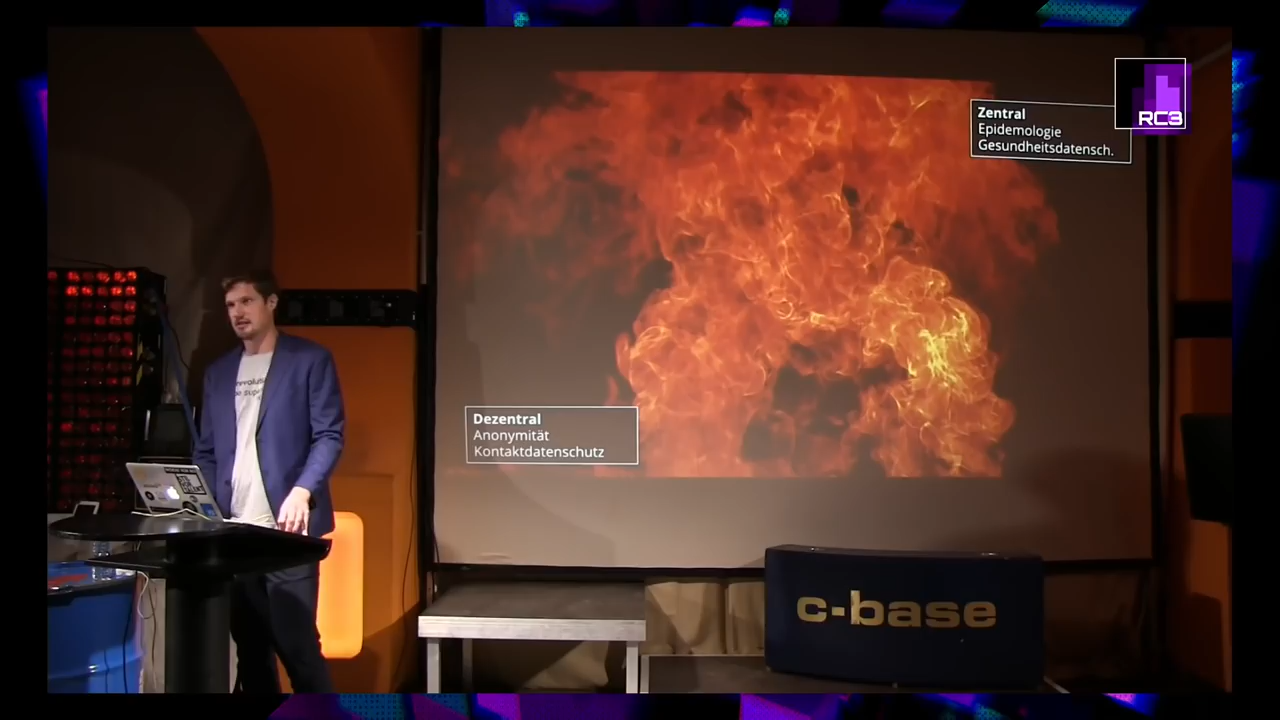 Zentral
Epidemologie
Gesundheitsdatensch.
RC3
Dezentral
Anonymität
Kontaktdatenschutz
c-base